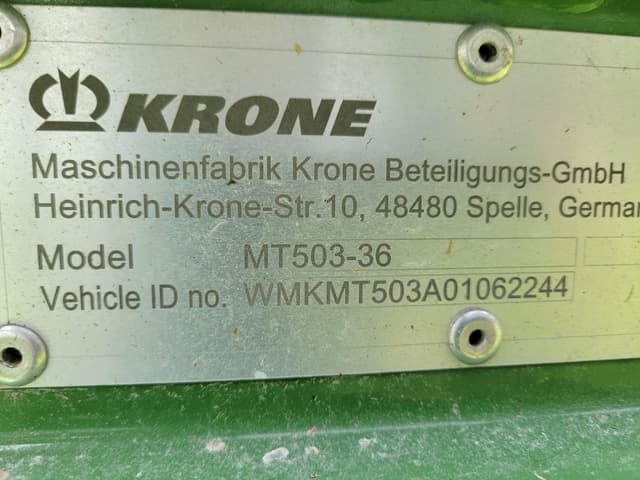 KRONE
Maschinenfabrik Krone Beteiligungs-GmbH
Heinrich-Krone-Str.10, 48480 Spelle, German
Model MT503-36
Vehicle ID no. WMKMT503A01062244